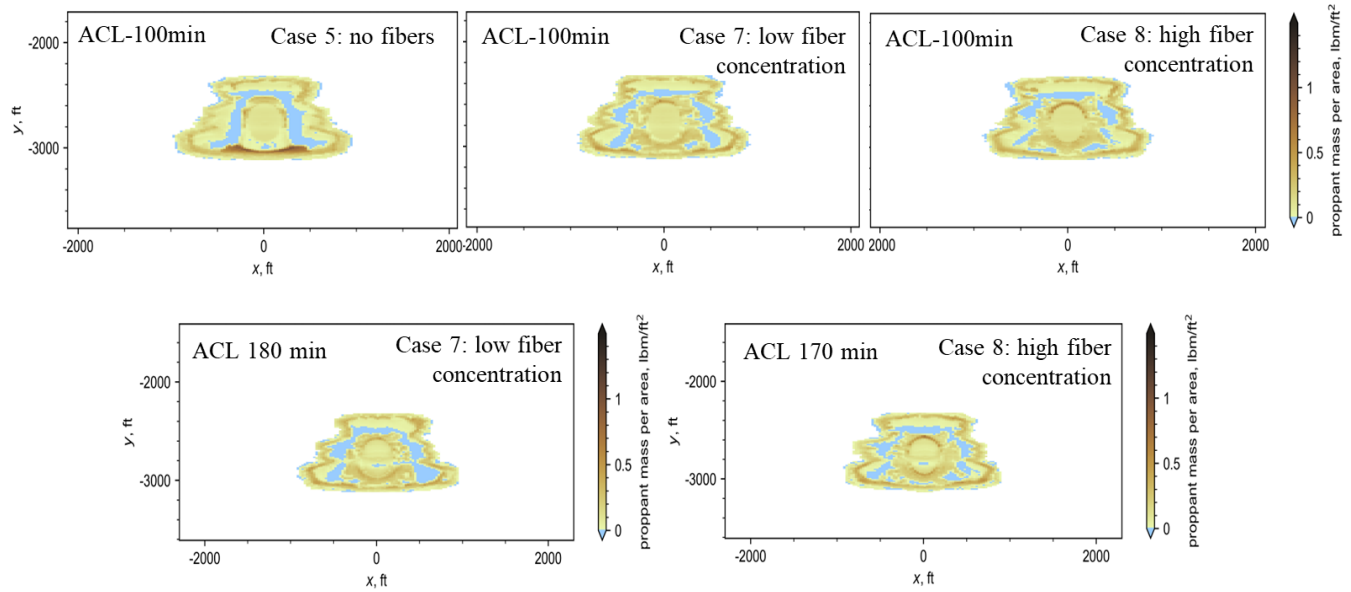 ACL-100min
Case 5: no fibers
-2000
-3000
y, ft
-2000
0
2000
x, ft
ACL-100min
Case 7: low fiber
concentration
-2000
0
2000
x, ft
ACL-100min
Case 8: high fiber
concentration
-2000
0
2000
x, ft
1
0.5
0
proppant mass per area, lbm/ft²
ACL 180 min
Case 7: low fiber
concentration
-2000
-3000
y, ft
-2000
0
2000
x, ft
1
0.5
0
proppant mass per area, lbm/ft²
ACL 170 min
Case 8: high fiber
concentration
-2000
-3000
y, ft
-2000
0
2000
x, ft
1
0.5
0
proppant mass per area, lbm/ft²